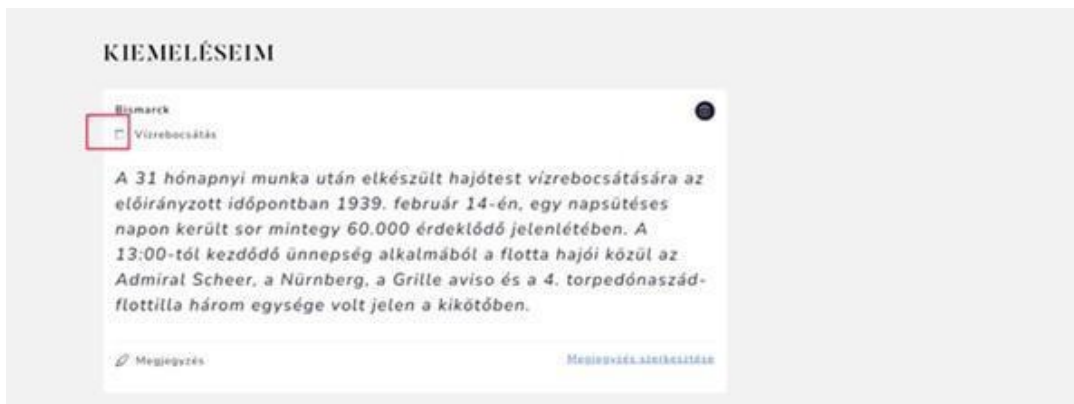 KIEMELÉSEIM
Bismarck
Vízrebocsátás
A 31 hónapnyi munka után elkészült hajótest vízrebocsátására az
előirányzott időpontban 1939. február 14-én, egy napsütéses
napon került sor mintegy 60.000 érdeklődő jelenlétében. A
13:00-tól kezdődő ünnepség alkalmából a flotta hajói közül az
Admiral Scheer, a Nürnberg, a Grille aviso és a 4. torpedónaszád-
flottilla három egysége volt jelen a kikötőben.
Megjegyzés
Megjegyzés szerkesztése